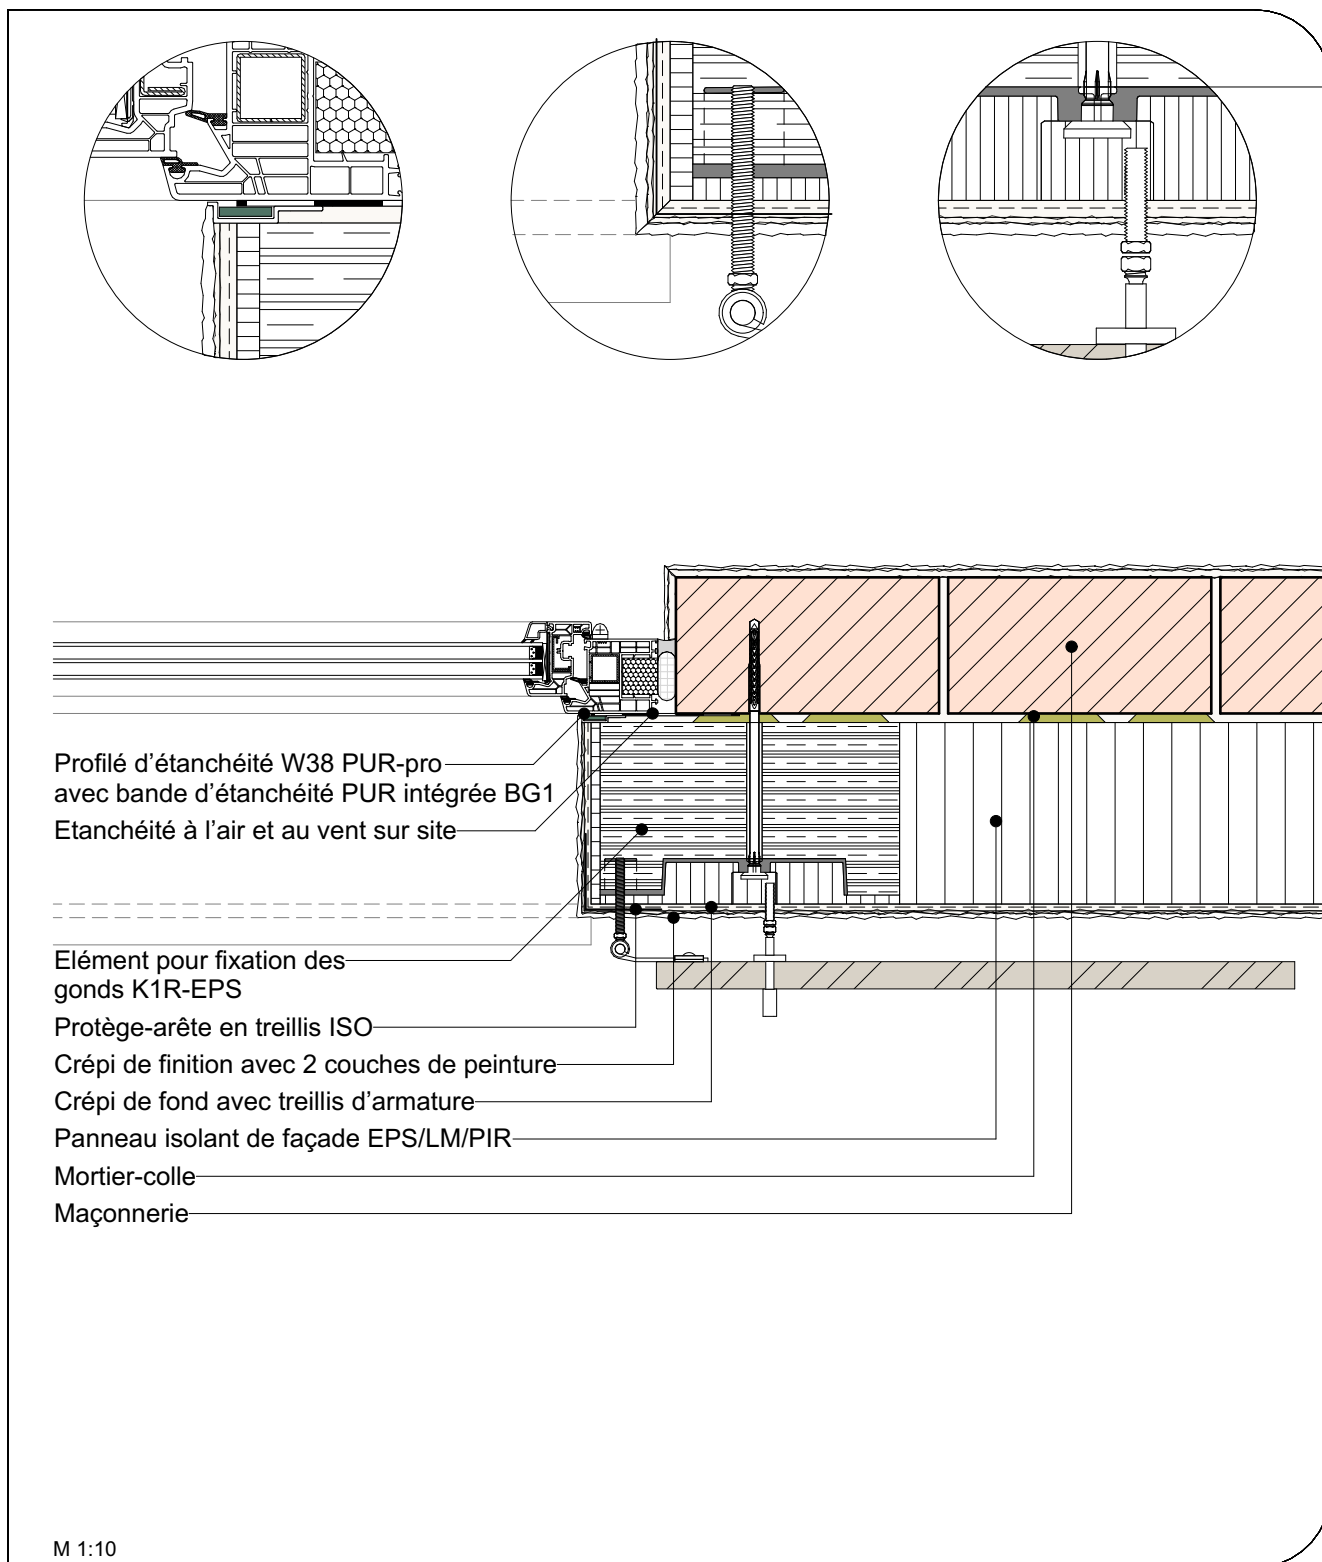 Profilé d'étanchéité W38 PUR-pro
avec bande d'étanchéité PUR intégrée BG1
Etanchéité à l'air et au vent sur site
Elément pour fixation des
gonds K1R-EPS
Protège-arête en treillis ISO
Crépi de finition avec 2 couches de peinture
Crépi de fond avec treillis d'armature
Panneau isolant de façade EPS/LM/PIR
Mortier-colle
Maçonnerie
M 1:10